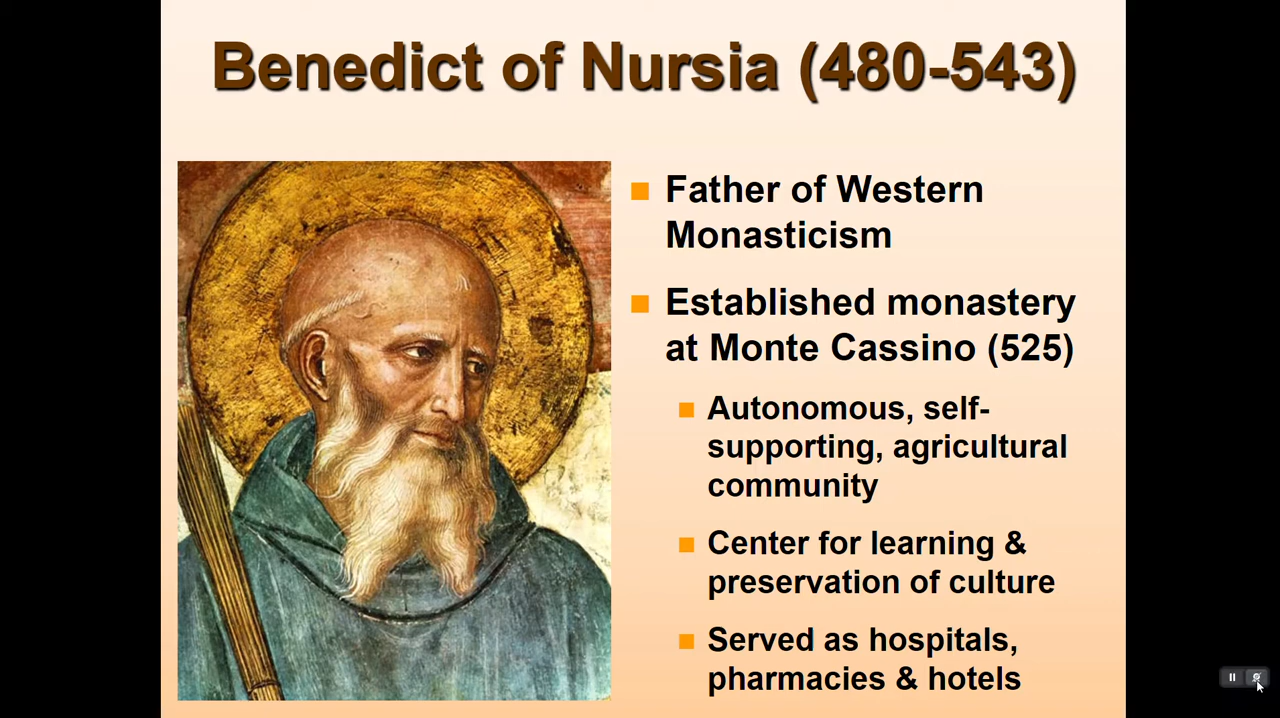 Benedict of Nursia (480-543)
Father of Western
Monasticism
Established monastery
at Monte Cassino (525)
Autonomous, self-
supporting, agricultural
community
Center for learning &
preservation of culture
Served as hospitals,
pharmacies & hotels